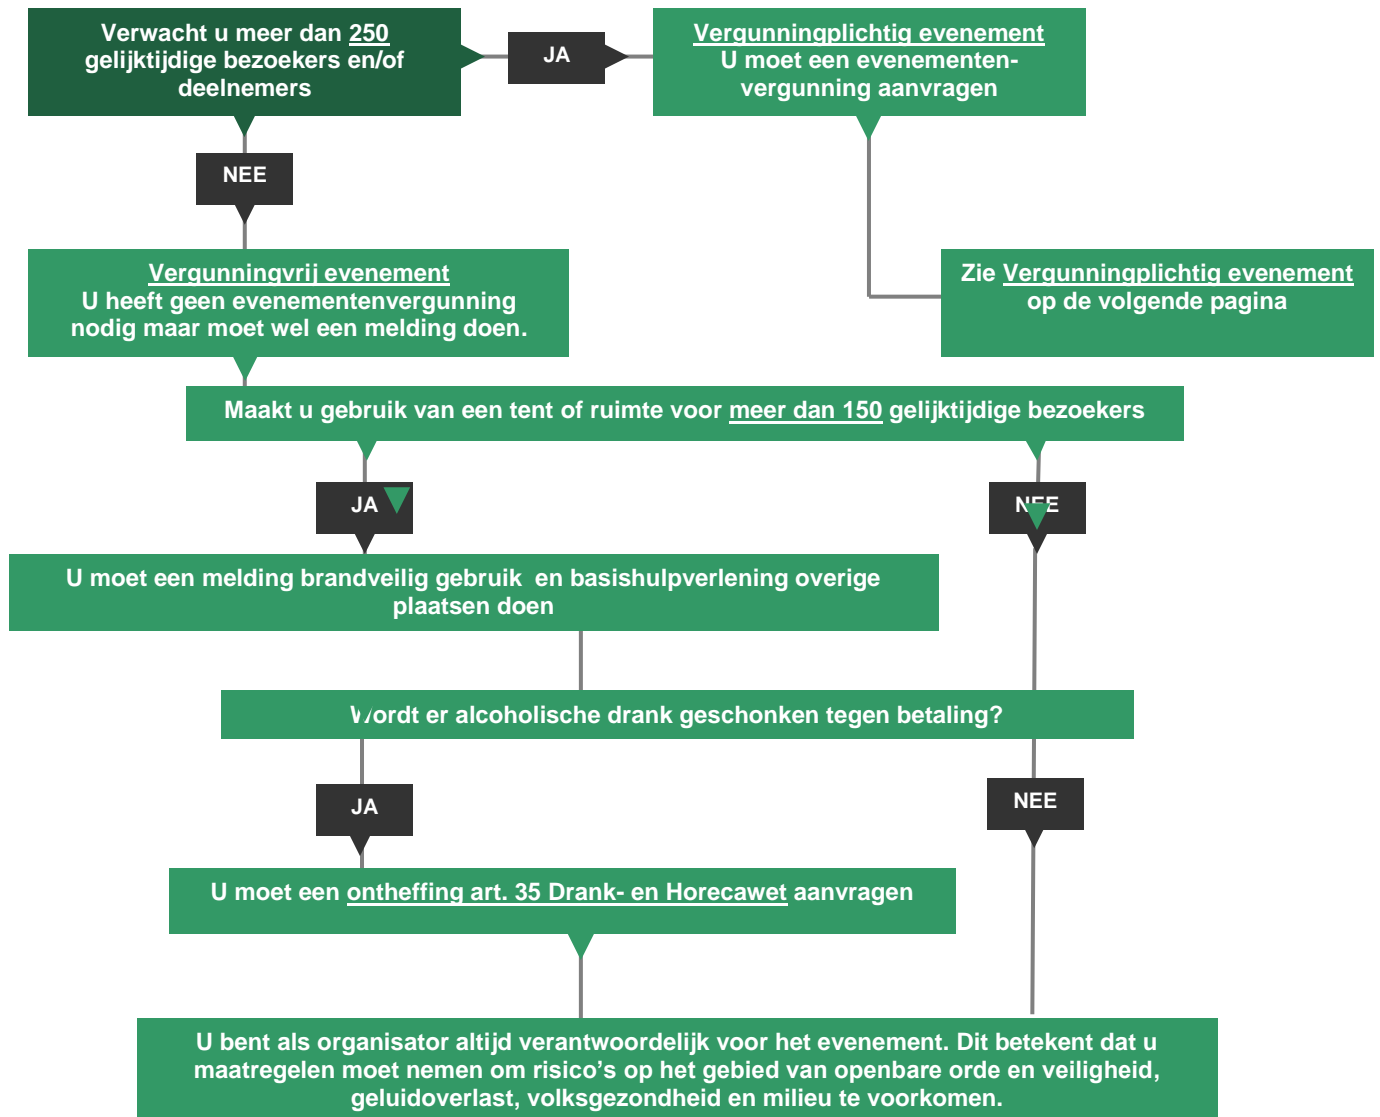 Verwacht u meer dan 250
gelijktijdige bezoekers en/of
deelnemers
JA
Vergunningplichtig evenement
U moet een evenementen-
vergunning aanvragen
NEE
Vergunningvrij evenement
U heeft geen evenementenvergunning
nodig maar moet wel een melding doen.
Zie Vergunningplichtig evenement
op de volgende pagina
Maakt u gebruik van een tent of ruimte voor meer dan 150 gelijktijdige bezoekers
JA
NEE
U moet een melding brandveilig gebruik  en basishulpverlening overige
plaatsen doen
Wordt er alcoholische drank geschonken tegen betaling?
JA
NEE
U moet een ontheffing art. 35 Drank- en Horecawet aanvragen
U bent als organisator altijd verantwoordelijk voor het evenement. Dit betekent dat u
maatregelen moet nemen om risico’s op het gebied van openbare orde en veiligheid,
geluidoverlast, volksgezondheid en milieu te voorkomen.